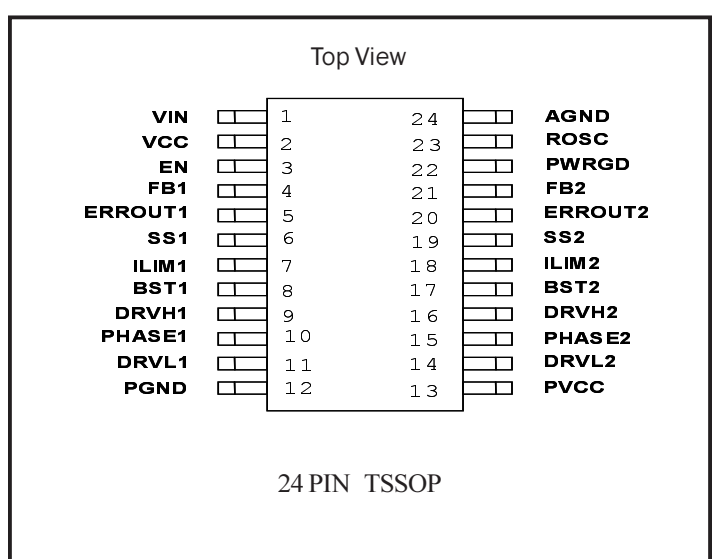 Top View
VIN 1 24 AGND
VCC 2 23 ROSC
EN 3 22 PWRGD
FB1 4 21 FB2
ERROUT1 5 20 ERROUT2
SS1 6 19 SS2
ILIM1 7 18 ILIM2
BST1 8 17 BST2
DRVH1 9 16 DRVH2
PHASE1 10 15 PHASE2
DRVL1 11 14 DRVL2
PGND 12 13 PVCC
24 PIN TSSOP